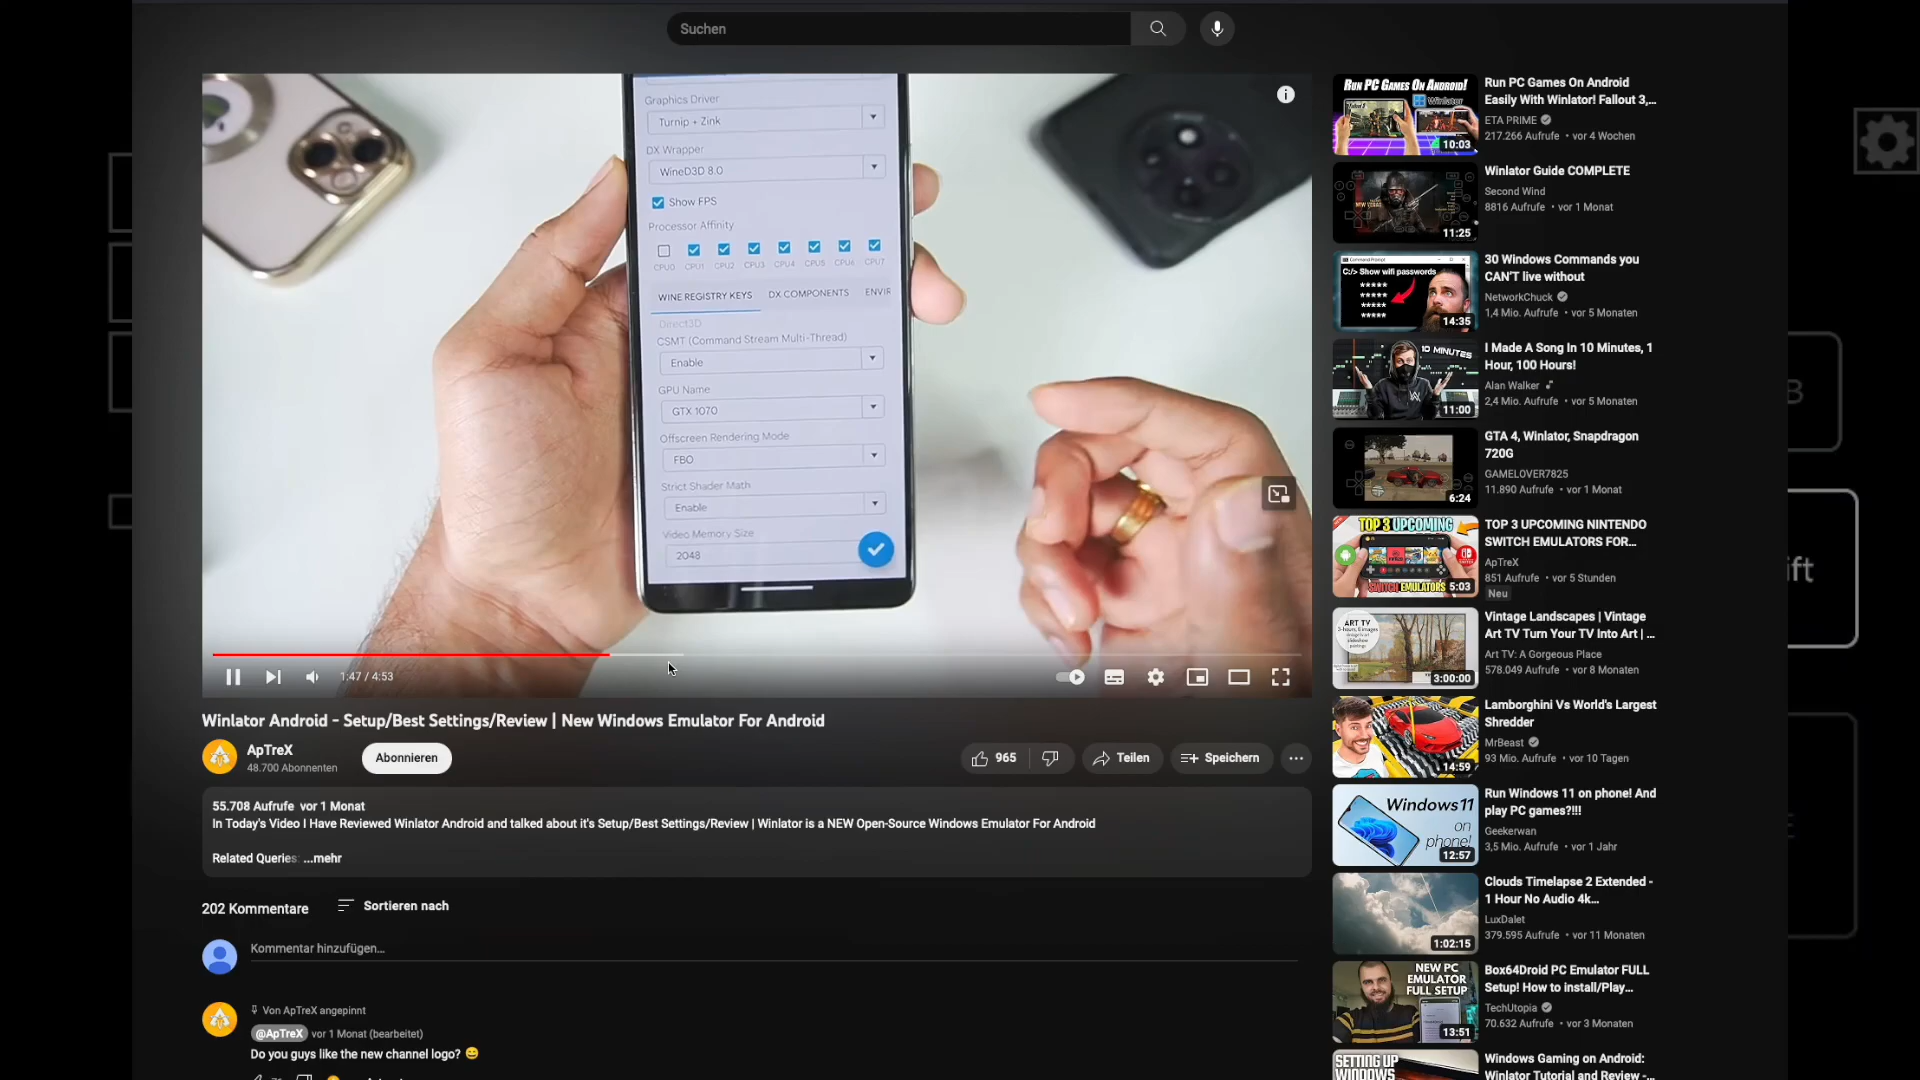 Suchen
Graphics Driver
Turnip + Zink
DX Wrapper
WineD3D 8.0
Show FPS
Processor Affinity
CPU0 CPU1 CPU2 CPU3 CPU4 CPU5 CPU6 CPU7
WINE REGISTRY KEYS DX COMPONENTS ENVIR
Direct3D
CSMT (Command Stream Multi-Thread)
Enable
GPU Name
GTX 1070
Offscreen Rendering Mode
FBO
Strict Shader Math
Enable
Video Memory Size
2048
1:47 / 4:53
Winlator Android - Setup/Best Settings/Review | New Windows Emulator For Android
ApTreX
48.700 Abonnenten
Abonnieren
965
Teilen
Speichern
55.708 Aufrufe vor 1 Monat
In Today's Video I Have Reviewed Winlator Android and talked about it's Setup/Best Settings/Review | Winlator is a NEW Open-Source Windows Emulator For Android
Related Queries: ...mehr
202 Kommentare
Sortieren nach
Kommentar hinzufügen...
Von ApTreX angepinnt
@ApTreX vor 1 Monat (bearbeitet)
Do you guys like the new channel logo? 😄
RUN PC GAMES ON ANDROID!
Winlator
10:03
Run PC Games On Android
Easily With Winlator! Fallout 3,...
ETA PRIME
217.266 Aufrufe • vor 4 Wochen
11:25
Winlator Guide COMPLETE
Second Wind
8816 Aufrufe • vor 1 Monat
Command Prompt
C:/> Show wifi passwords
*****
*****
*****
*****
14:35
30 Windows Commands you
CAN'T live without
NetworkChuck
1,4 Mio. Aufrufe • vor 5 Monaten
10 MINUTES
11:00
I Made A Song In 10 Minutes, 1
Hour, 100 Hours!
Alan Walker
2,4 Mio. Aufrufe • vor 5 Monaten
6:24
GTA 4, Winlator, Snapdragon
720G
GAMELOVER7825
11.890 Aufrufe • vor 1 Monat
TOP 3 UPCOMING
SWITCH EMULATORS
5:03
TOP 3 UPCOMING NINTENDO
SWITCH EMULATORS FOR...
ApTreX
851 Aufrufe • vor 5 Stunden
Neu
ART TV
3:00:00
Vintage Landscapes | Vintage
Art TV Turn Your TV Into Art | ...
Art TV: A Gorgeous Place
578.049 Aufrufe • vor 8 Monaten
14:59
Lamborghini Vs World's Largest
Shredder
MrBeast
93 Mio. Aufrufe • vor 10 Tagen
Windows11
on
phone!
12:57
Run Windows 11 on phone! And
play PC games?!!!
Geekerwan
3,5 Mio. Aufrufe • vor 1 Jahr
1:02:15
Clouds Timelapse 2 Extended -
1 Hour No Audio 4k...
LuxDalet
379.595 Aufrufe • vor 11 Monaten
NEW PC
EMULATOR
FULL SETUP
13:51
Box64Droid PC Emulator FULL
Setup! How to install/Play...
TechUtopia
70.632 Aufrufe • vor 3 Monaten
SETTING UP
WINDOWS
Windows Gaming on Android:
Winlator Tutorial and Review -...
B
ift
E